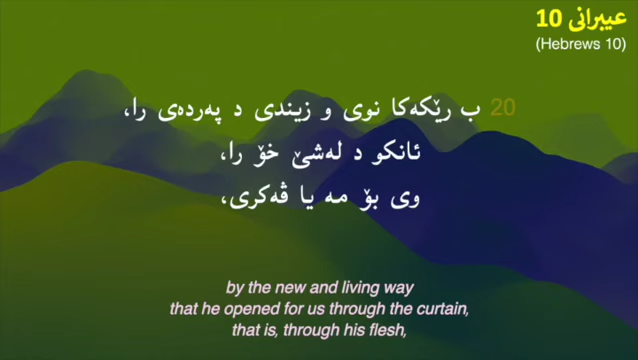 عیبرانی 10
(Hebrews 10)
20 ب رێکەکا نوی و زیندی د پەردەی را،
ئانکو د لەشێ خۆ را،
وی بۆ مە یا ڤەکری،
by the new and living way
that he opened for us through the curtain,
that is, through his flesh,